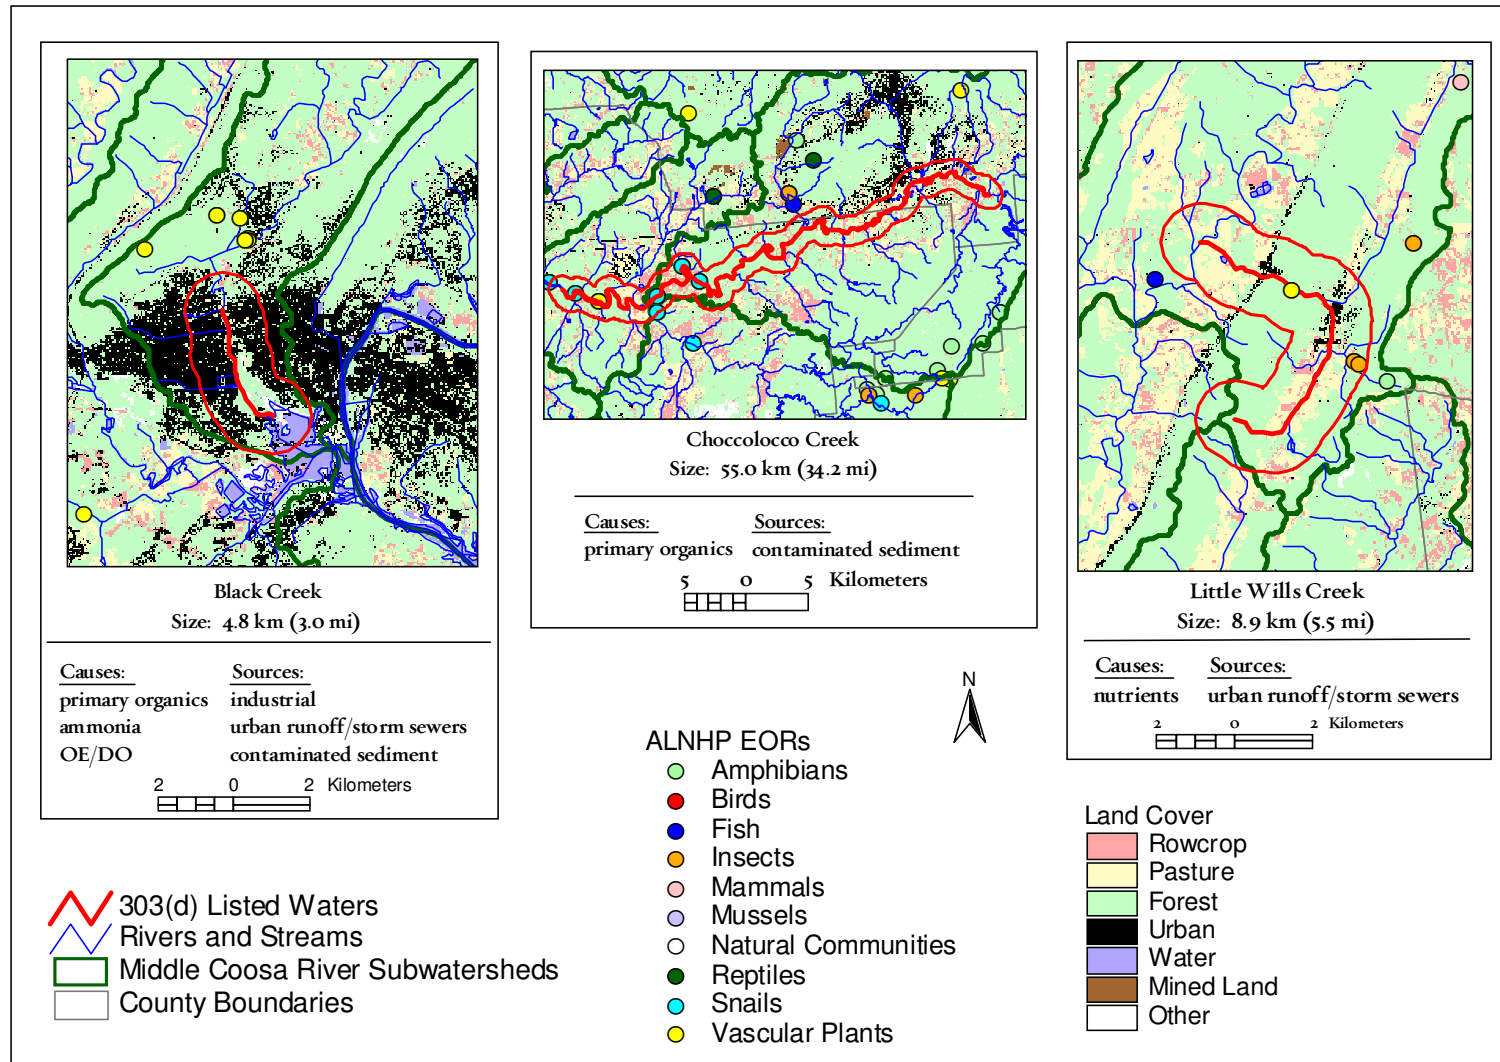 Black Creek
Size: 4.8 km (3.0 mi)
Causes: Sources:
primary organics industrial
ammonia urban runoff/storm sewers
OE/DO contaminated sediment
2 0 2 Kilometers
Choccolocco Creek
Size: 55.0 km (34.2 mi)
Causes: Sources:
primary organics contaminated sediment
5 0 5 Kilometers
Little Wills Creek
Size: 8.9 km (5.5 mi)
Causes: Sources:
nutrients urban runoff/storm sewers
2 0 2 Kilometers
N
303(d) Listed Waters
Rivers and Streams
Middle Coosa River Subwatersheds
County Boundaries
ALNHP EORs
Amphibians
Birds
Fish
Insects
Mammals
Mussels
Natural Communities
Reptiles
Snails
Vascular Plants
Land Cover
Rowcrop
Pasture
Forest
Urban
Water
Mined Land
Other